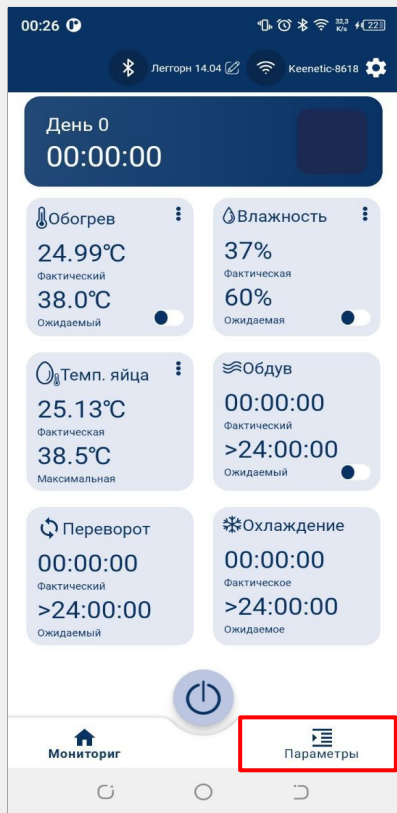 00:26
32,3 K/s 22
Леггорн 14.04 Keenetic-8618
День 0
00:00:00
Обогрев
24.99℃
Фактический
38.0℃
Ожидаемый
Влажность
37%
Фактическая
60%
Ожидаемая
Темп. яйца
25.13℃
Фактическая
38.5℃
Максимальная
Обдув
00:00:00
Фактический
>24:00:00
Ожидаемый
Переворот
00:00:00
Фактический
>24:00:00
Ожидаемый
Охлаждение
00:00:00
Фактическое
>24:00:00
Ожидаемое
Мониториг
Параметры